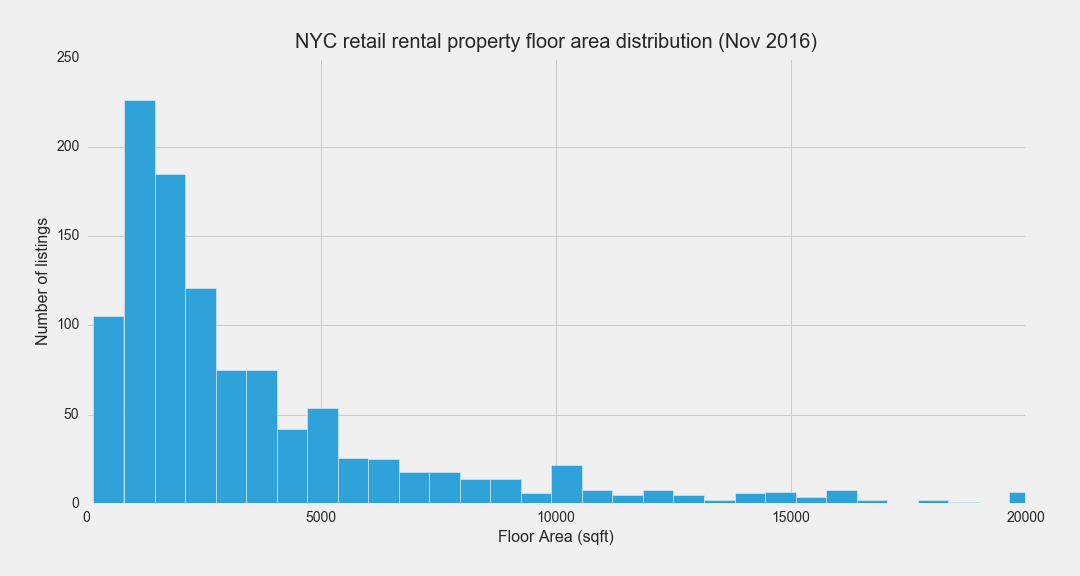 NYC retail rental property floor area distribution (Nov 2016)
250
200
150
100
50
0
Number of listings
0 5000 10000 15000 20000
Floor Area (sqft)